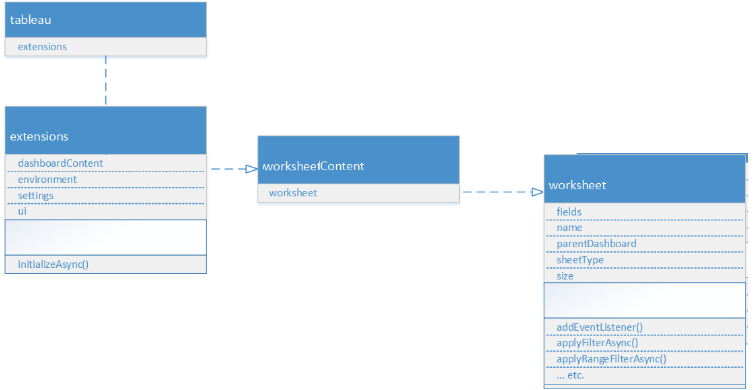 tableau
extensions
extensions
dashboardContent
environment
settings
ui
initializeAsync()
worksheetContent
worksheet
worksheet
fields
name
parentDashboard
sheetType
size
addEventListener()
applyFilterAsync()
applyRangeFilterAsync()
... etc.